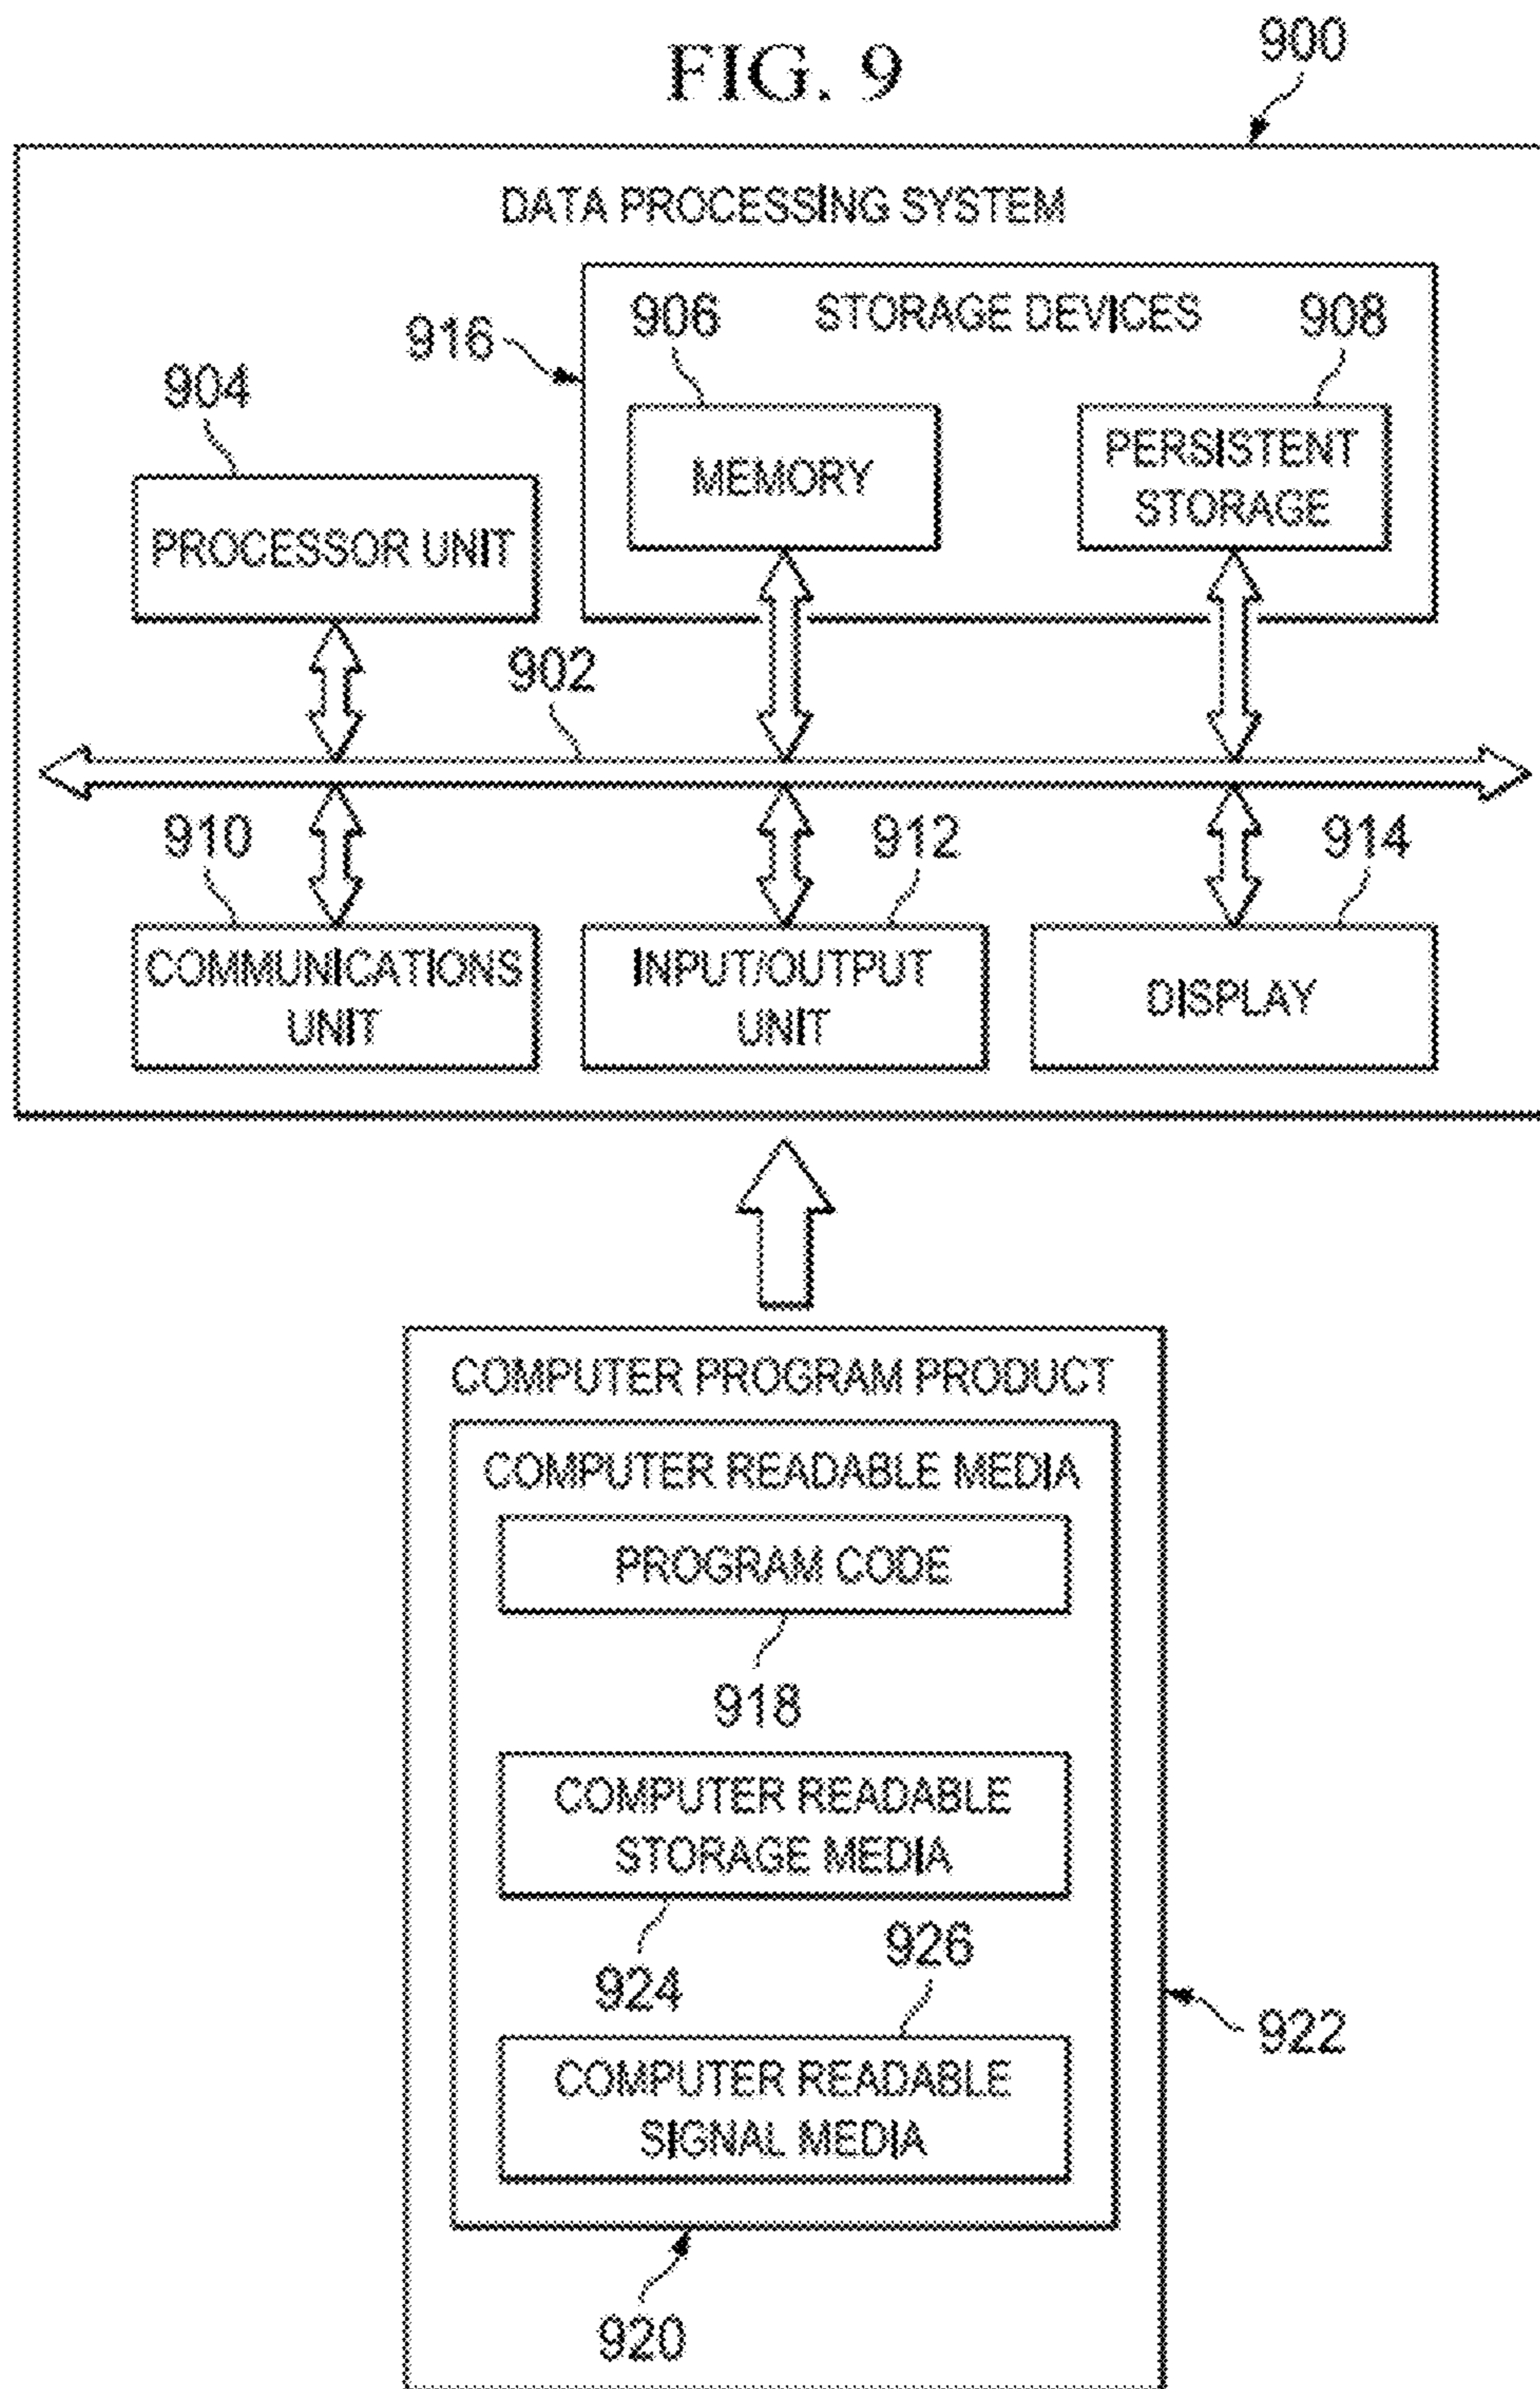 FIG. 9
900
DATA PROCESSING SYSTEM
916
906
STORAGE DEVICES
908
904
MEMORY
PERSISTENT
STORAGE
PROCESSOR UNIT
902
910
912
914
COMMUNICATIONS
UNIT
INPUT/OUTPUT
UNIT
DISPLAY
COMPUTER PROGRAM PRODUCT
COMPUTER READABLE MEDIA
PROGRAM CODE
918
COMPUTER READABLE
STORAGE MEDIA
924
926
COMPUTER READABLE
SIGNAL MEDIA
922
920